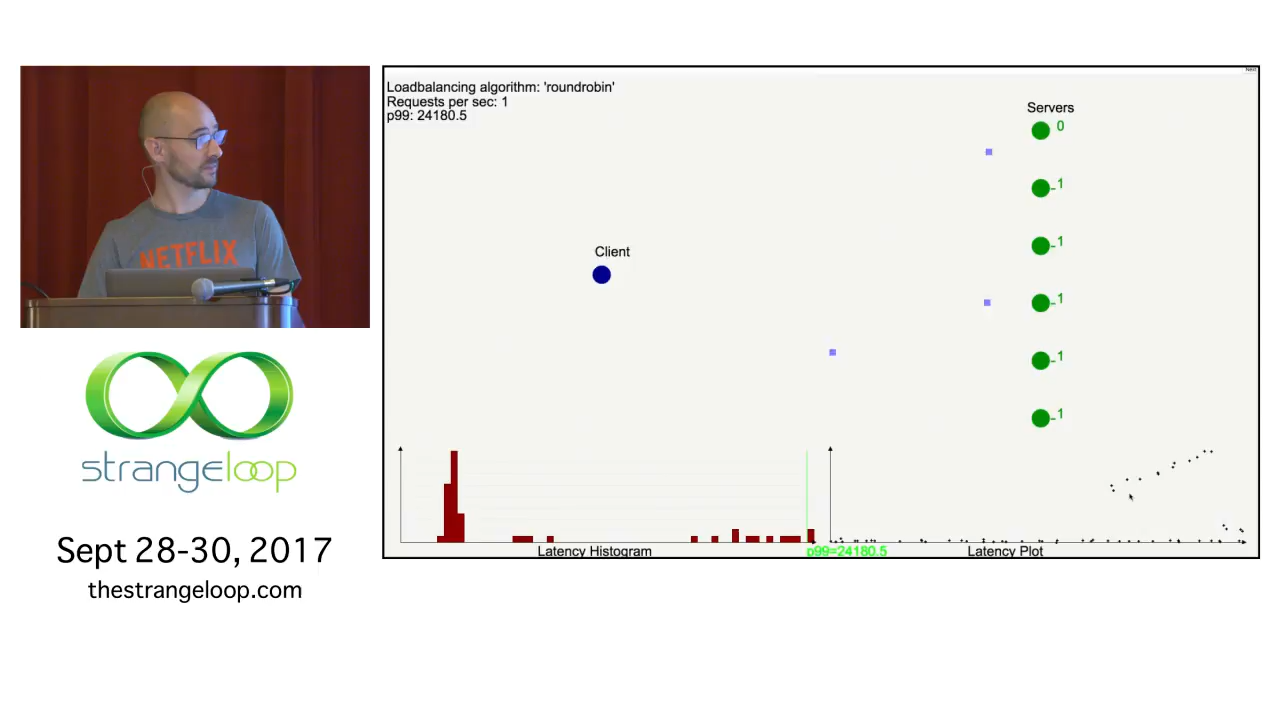 Next
Loadbalancing algorithm: 'roundrobin'
Requests per sec: 1
p99: 24180.5
Servers
0
1
1
1
1
1
Client
NETFLIX
Latency Histogram
p99=24180.5
Latency Plot
strangeloop
Sept 28-30, 2017
thestrangeloop.com